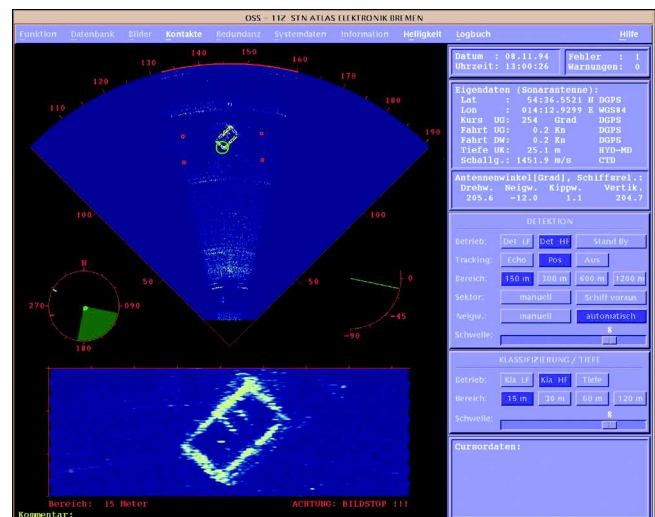 OSS - 112 STN ATLAS ELEKTRONIK BREMEN
Funktion Datenbank Bilder Kontakte Redundanz Systemdaten Information Helligkeit Logbuch Hilfe
110 120 130 140 150 160 170 180 190
100 100
50 50
N
270 090
180
0
-45
-90
Bereich: 15 Meter ACHTUNG: BILDSTOP !!!
Kommentar:
Datum : 08.11.94
Uhrzeit: 13:00:26
Fehler : 1
Warnungen: 0
Eigendaten (Sonarantenne):
Lat : 54:36.5521 N DGPS
Lon : 014:12.9299 E WGS84
Kurs UG: 254 Grad DGPS
Fahrt UG: 0.2 Kn DGPS
Fahrt DW: 0.2 Kn DGPS
Tiefe UK: 25.1 m HYD-MD
Schallg.: 1451.9 m/s CTD
Antennenwinkel[Grad], Schiffsrel.:
Drehw. Neigw. Kippw. Vertik.
205.6 -12.0 1.1 204.7
DETEKTION
Betrieb: Det LF Det HF Stand By
Tracking: Echo Pos Aus
Bereich: 150 m 300 m 600 m 1200 m
Sektor: manuell Schiff voraus
Neigw.: manuell automatisch
8
Schwelle:
KLASSIFIZIERUNG / TIEFE
Betrieb: Kla LF Kla HF Tiefe
Bereich: 15 m 30 m 60 m 120 m
8
Schwelle:
Cursordaten: